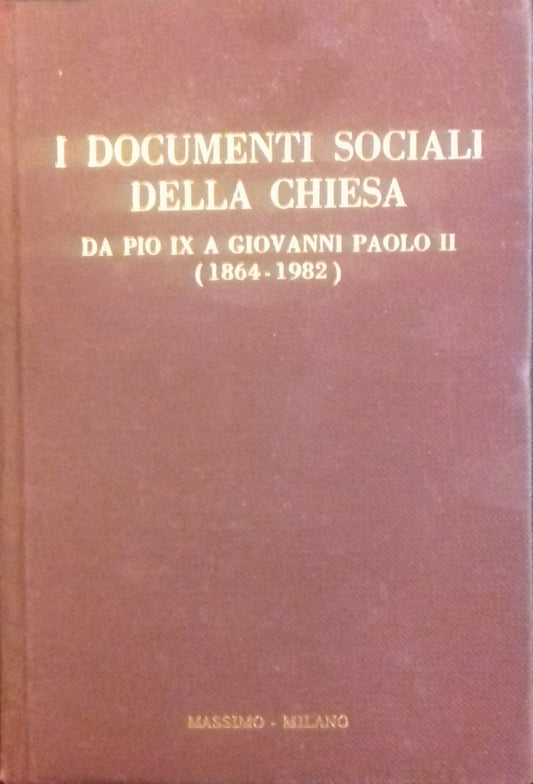 I DOCUMENTI SOCIALI
DELLA CHIESA
DA PIO IX A GIOVANNI PAOLO II
(1864-1982)
MASSIMO - MILANO